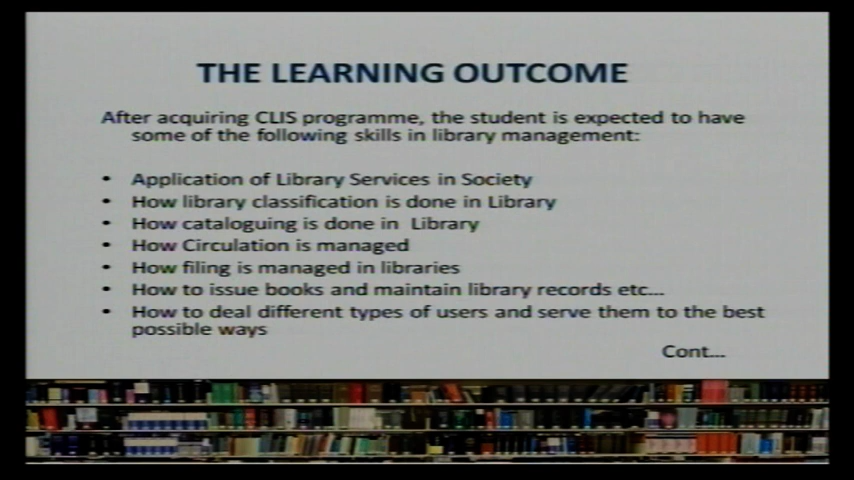 THE LEARNING OUTCOME
After acquiring CLIS programme, the student is expected to have
some of the following skills in library management:
• Application of Library Services in Society
• How library classification is done in Library
• How cataloguing is done in Library
• How Circulation is managed
• How filing is managed in libraries
• How to issue books and maintain library records etc...
• How to deal different types of users and serve them to the best
possible ways
Cont...